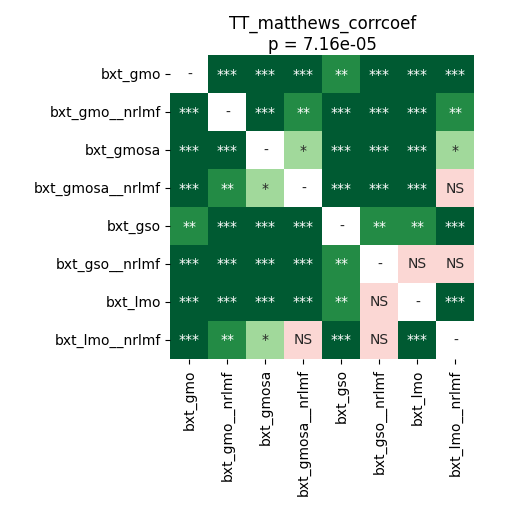 TT_matthews_corrcoef
p = 7.16e-05
bxt_gmo - *** *** *** ** *** *** ***
bxt_gmo__nrlmf *** - *** ** *** *** *** **
bxt_gmosa *** *** - * *** *** *** *
bxt_gmosa__nrlmf *** ** * - *** *** *** NS
bxt_gso ** *** *** *** - ** ** ***
bxt_gso__nrlmf *** *** *** *** ** - NS NS
bxt_lmo *** *** *** *** ** NS - ***
bxt_lmo__nrlmf *** ** * NS *** NS *** -
bxt_gmo
bxt_gmo__nrlmf
bxt_gmosa
bxt_gmosa__nrlmf
bxt_gso
bxt_gso__nrlmf
bxt_lmo
bxt_lmo__nrlmf